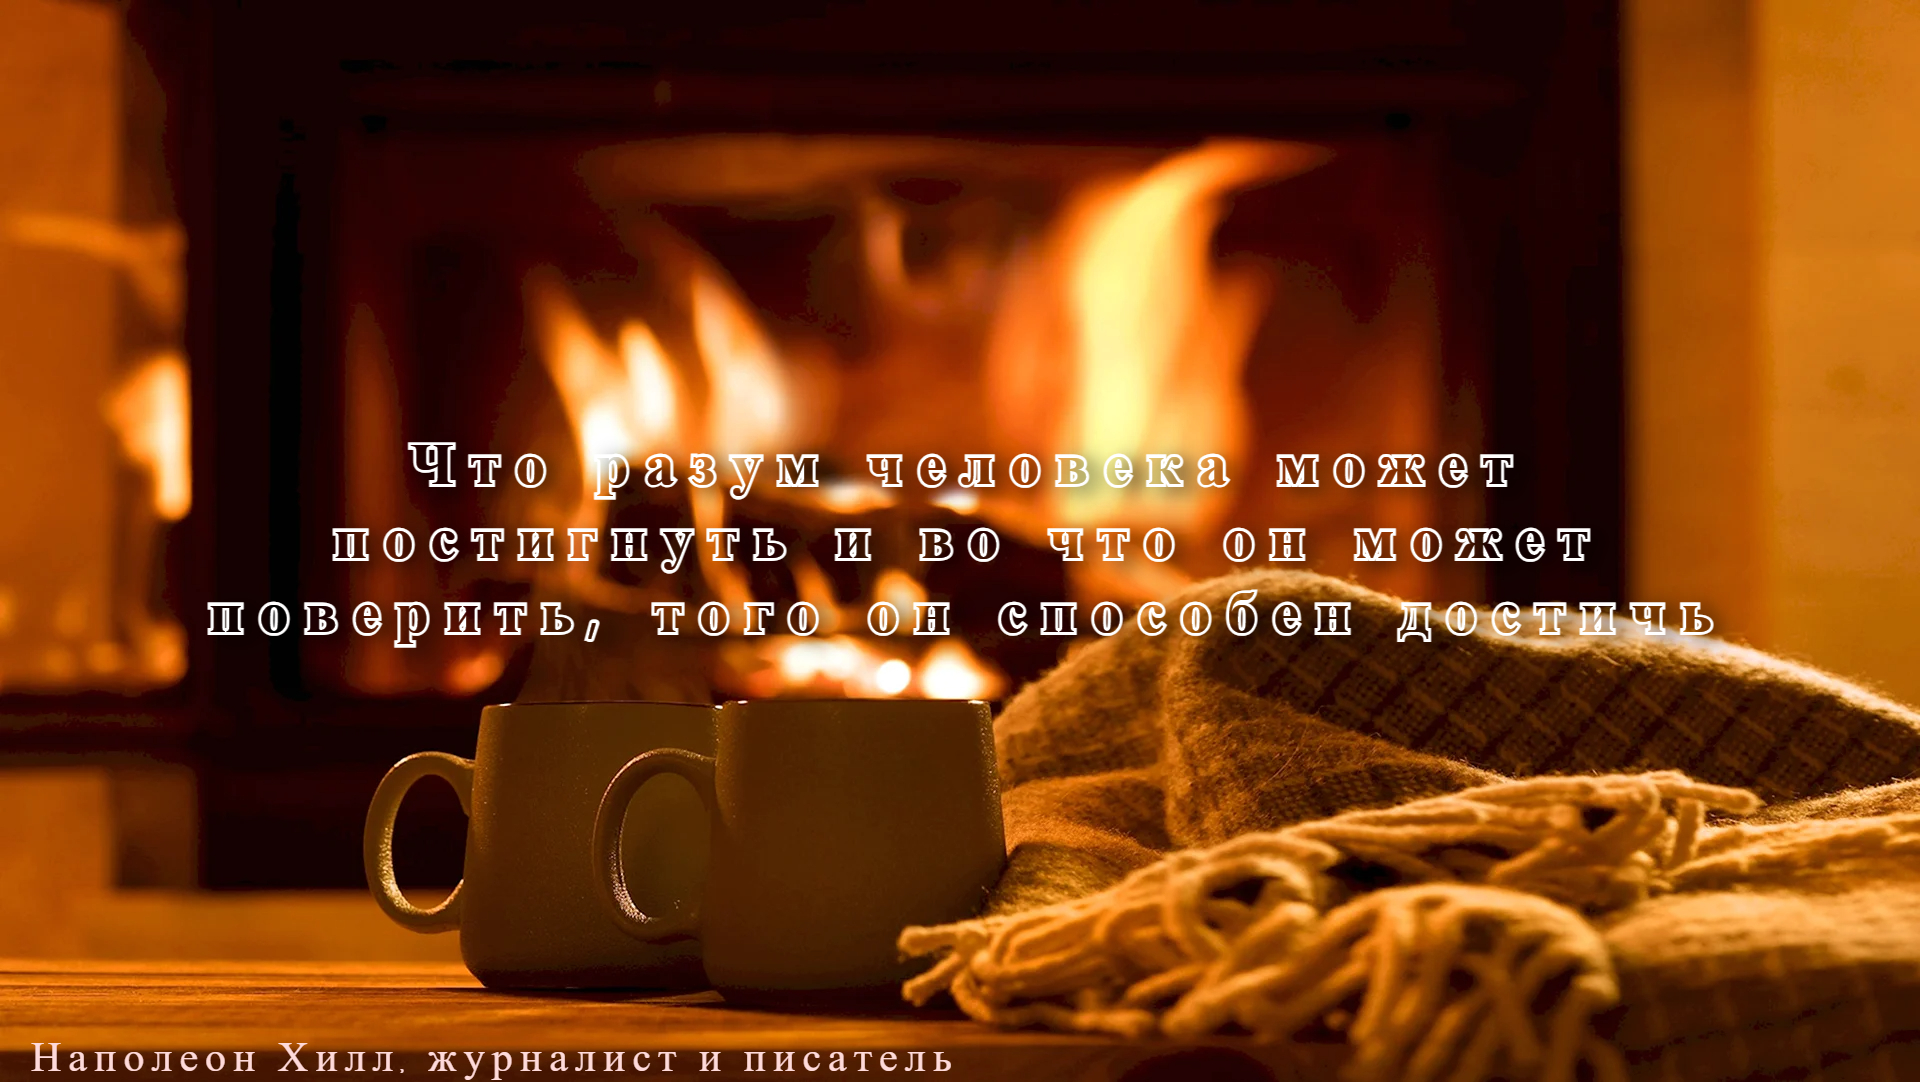 Что разум человека может
постигнуть и во что он может
поверить, того он способен достичь
Наполеон Хилл, журналист и писатель